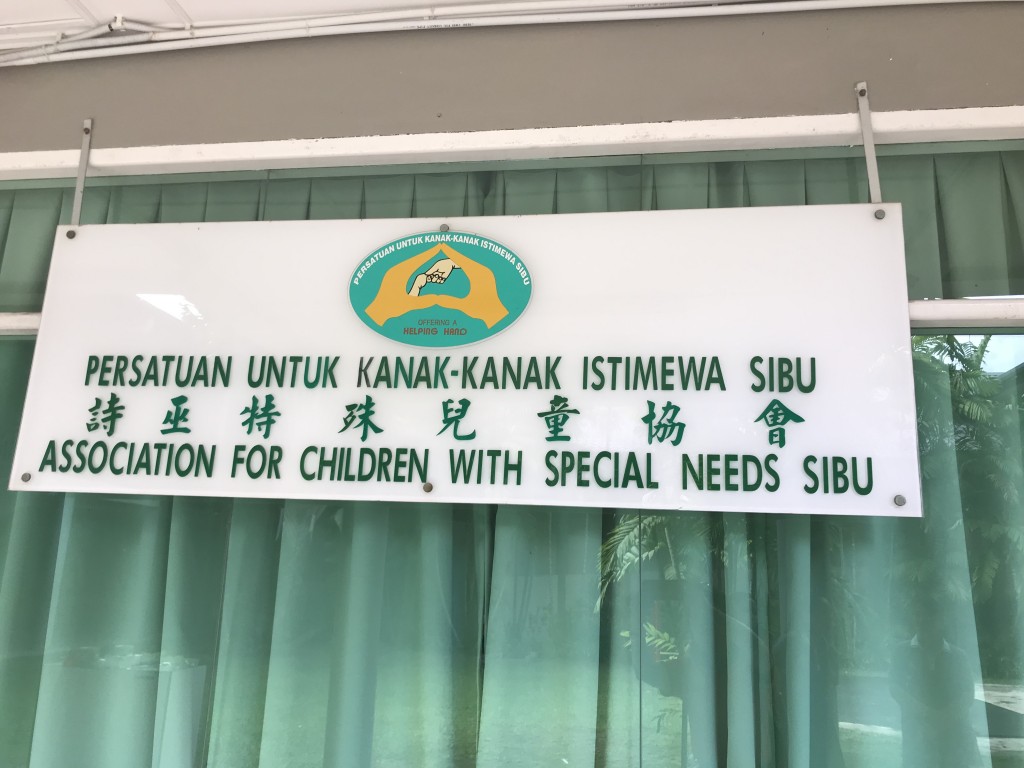 PERSATUAN UNTUK KANAK-KANAK ISTIMEWA SIBU
OFFERING A
HELPING HAND
PERSATUAN UNTUK KANAK-KANAK ISTIMEWA SIBU
詩巫特殊兒童協會
ASSOCIATION FOR CHILDREN WITH SPECIAL NEEDS SIBU